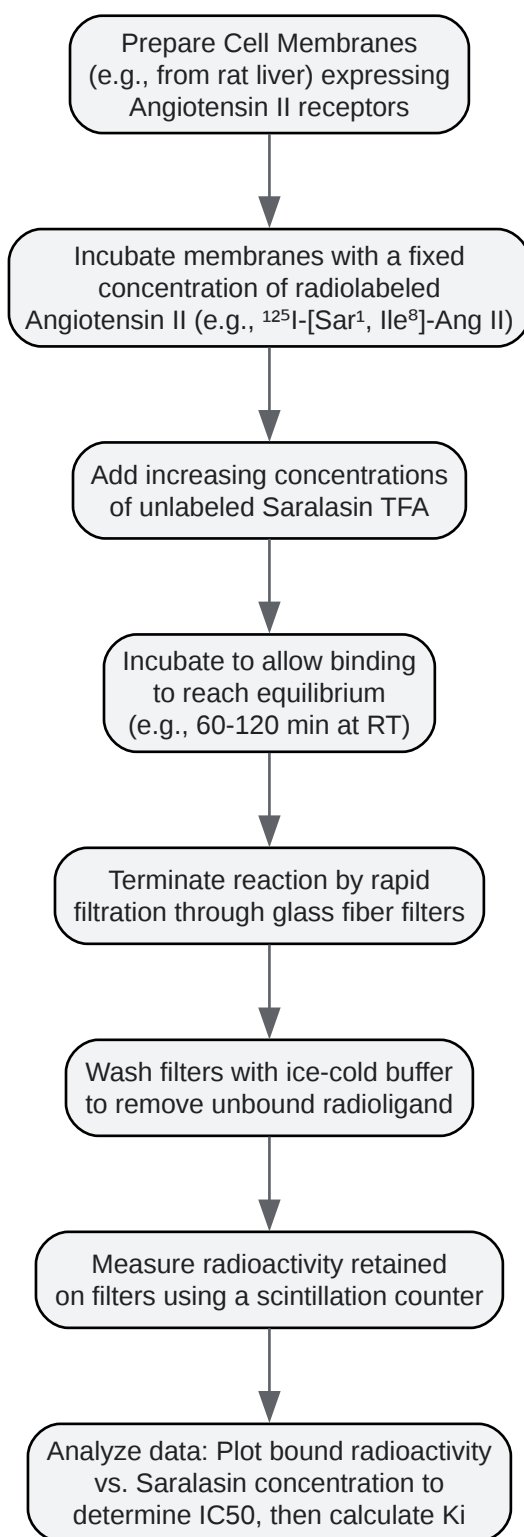 Prepare Cell Membranes
(e.g., from rat liver) expressing
Angiotensin II receptors
Incubate membranes with a fixed
concentration of radiolabeled
Angiotensin II (e.g., ¹²⁵I-[Sar¹, Ile⁸]-Ang II)
Add increasing concentrations
of unlabeled Saralasin TFA
Incubate to allow binding
to reach equilibrium
(e.g., 60-120 min at RT)
Terminate reaction by rapid
filtration through glass fiber filters
Wash filters with ice-cold buffer
to remove unbound radioligand
Measure radioactivity retained
on filters using a scintillation counter
Analyze data: Plot bound radioactivity
vs. Saralasin concentration to
determine IC50, then calculate Ki